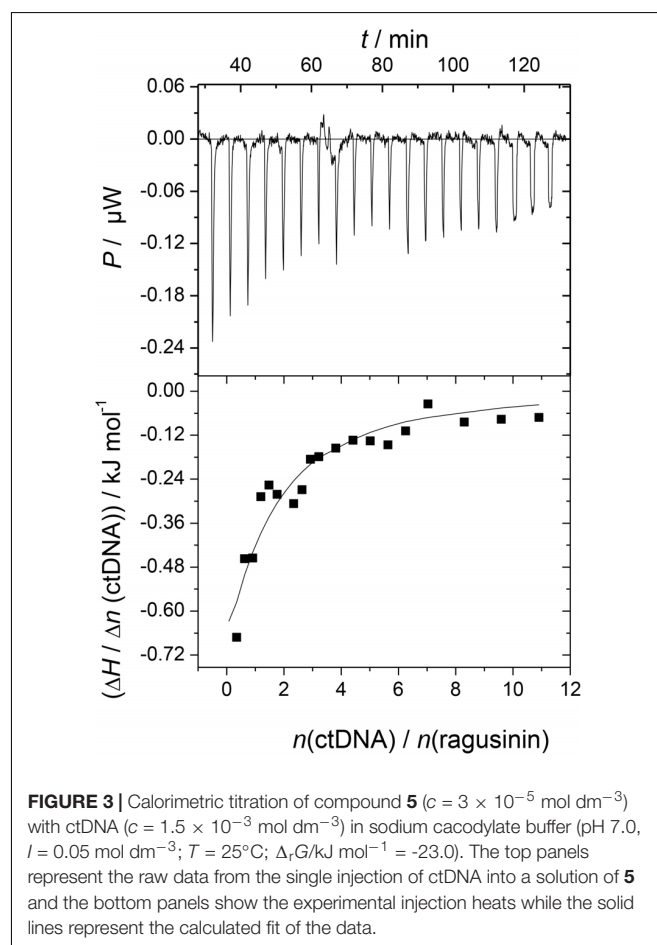 t / min
40 60 80 100 120
0.06
0.00
-0.06
-0.12
-0.18
-0.24
P / µW
0.00
-0.12
-0.24
-0.36
-0.48
-0.60
-0.72
(ΔH / Δn (ctDNA)) / kJ mol⁻¹
0 2 4 6 8 10 12
n(ctDNA) / n(ragusinin)
FIGURE 3 | Calorimetric titration of compound 5 (c = 3 × 10⁻⁵ mol dm⁻³)
with ctDNA (c = 1.5 × 10⁻³ mol dm⁻³) in sodium cacodylate buffer (pH 7.0,
I = 0.05 mol dm⁻³; T = 25°C; ΔᵣG/kJ mol⁻¹ = -23.0). The top panels
represent the raw data from the single injection of ctDNA into a solution of 5
and the bottom panels show the experimental injection heats while the solid
lines represent the calculated fit of the data.